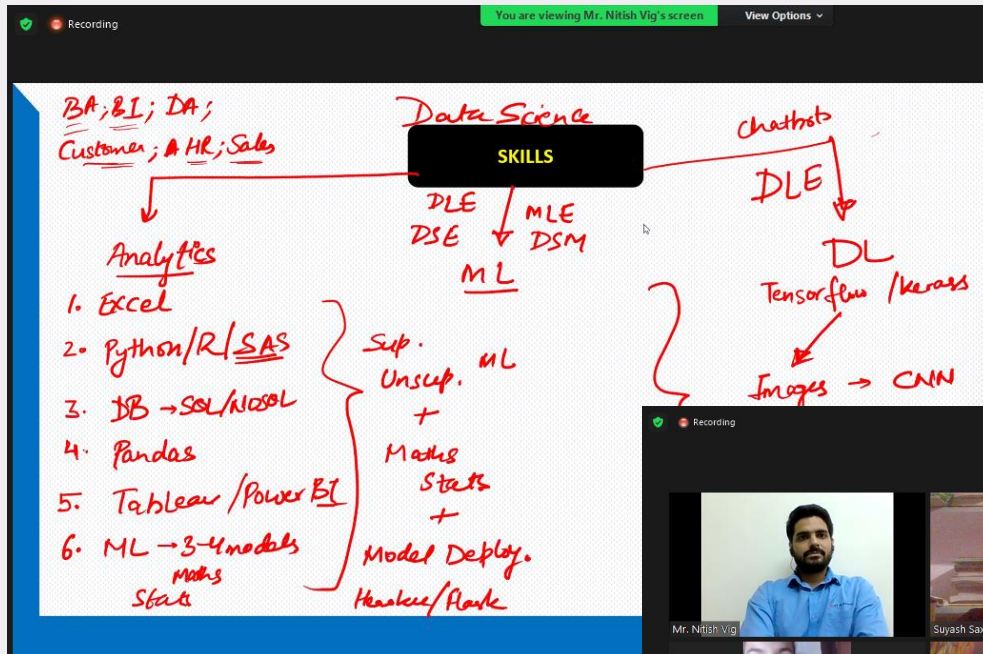 Recording
You are viewing Mr. Nitish Vig's screen
View Options
BA; BI; DA;
Customer; A HR; Sales
Data Science
SKILLS
Chatbots
DLE
DLE
DSE
MLE
DSM
Analytics
1. Excel
2. Python/R/SAS
3. DB → SQL/NOSQL
4. Pandas
5. Tableau/Power BI
6. ML → 3-4 models
Maths
Stats
ML
Sup.
Unsup. ML
+
Maths
Stats
+
Model Deploy.
Heroku/Flask
DL
Tensorflow/Kerass
Images → CNN
Recording
Mr. Nitish Vig
Suyash Sax